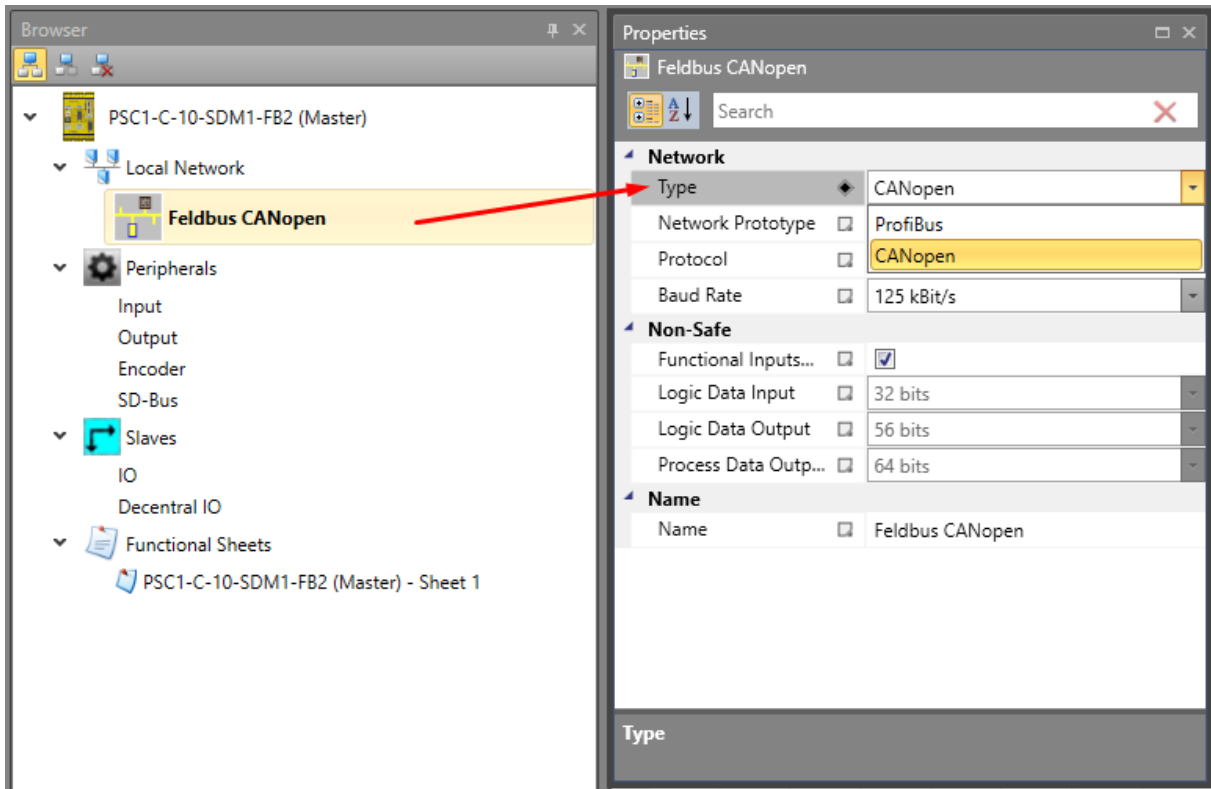 Browser
PSC1-C-10-SDM1-FB2 (Master)
Local Network
Feldbus CANopen
Peripherals
Input
Output
Encoder
SD-Bus
Slaves
IO
Decentral IO
Functional Sheets
PSC1-C-10-SDM1-FB2 (Master) - Sheet 1
Properties
Feldbus CANopen
A Z Search
Network
Type CANopen
Network Prototype ProfiBus
Protocol CANopen
Baud Rate 125 kBit/s
Non-Safe
Functional Inputs...
Logic Data Input 32 bits
Logic Data Output 56 bits
Process Data Outp... 64 bits
Name
Name Feldbus CANopen
Type